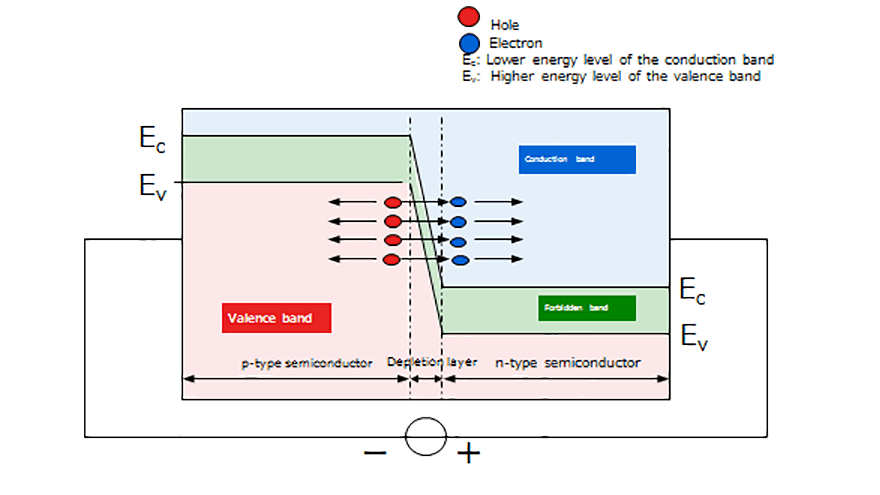 Hole
Electron
Ec: Lower energy level of the conduction band
Ev: Higher energy level of the valence band
Ec
Conduction band
Ev
Ec
Forbidden band
Valence band
Ev
p-type semiconductor
Depletion layer
n-type semiconductor
− +